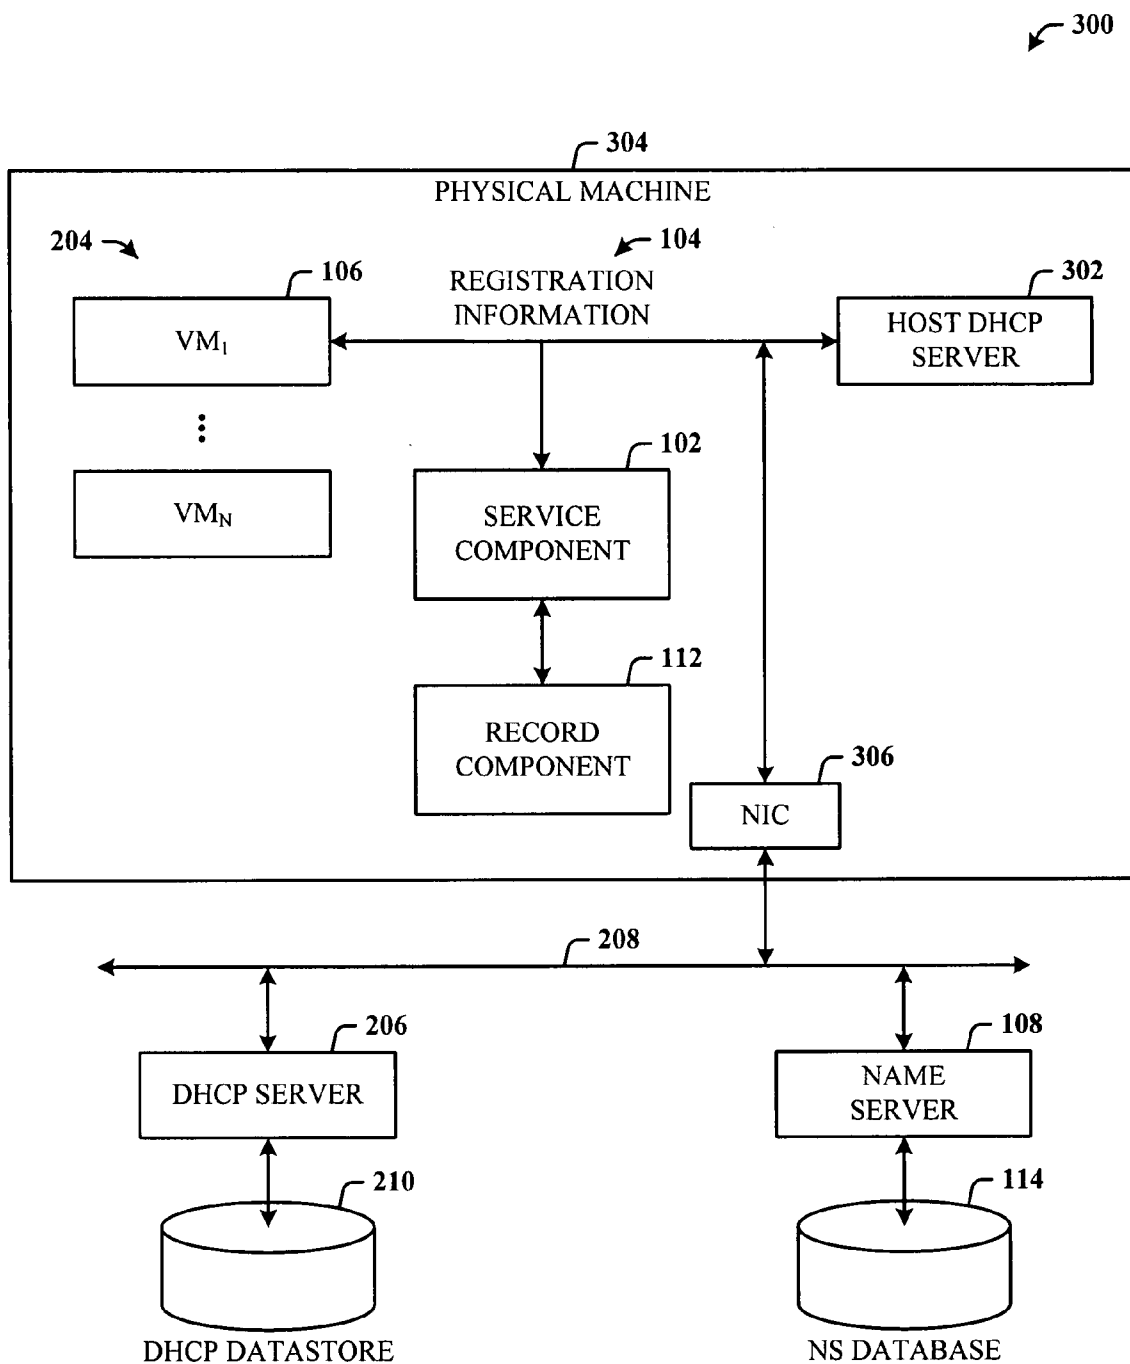 300
304
PHYSICAL MACHINE
204
104
106
REGISTRATION
INFORMATION
302
VM₁
HOST DHCP
SERVER
102
VMN
SERVICE
COMPONENT
112
RECORD
COMPONENT
306
NIC
208
206
108
DHCP SERVER
NAME
SERVER
210
114
DHCP DATASTORE
NS DATABASE